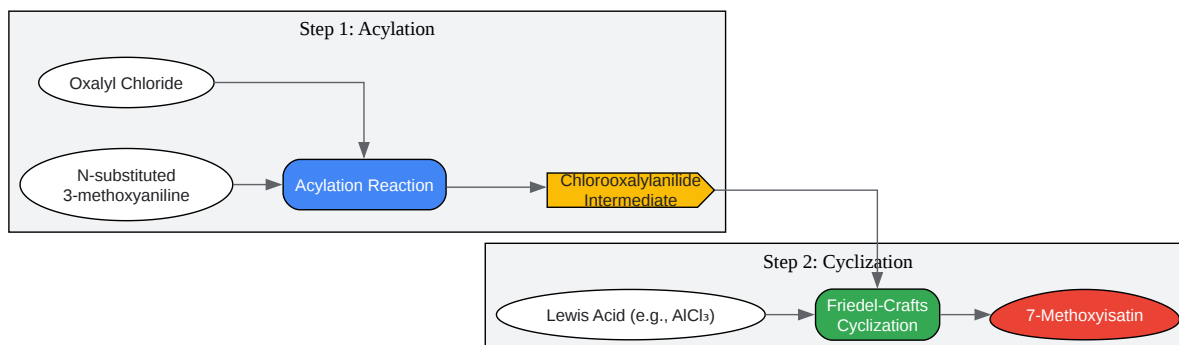 Step 1: Acylation
Oxalyl Chloride
N-substituted
3-methoxyaniline
Acylation Reaction
Chlorooxalylanilide
Intermediate
Step 2: Cyclization
Lewis Acid (e.g., AlCl₃)
Friedel-Crafts
Cyclization
7-Methoxyisatin